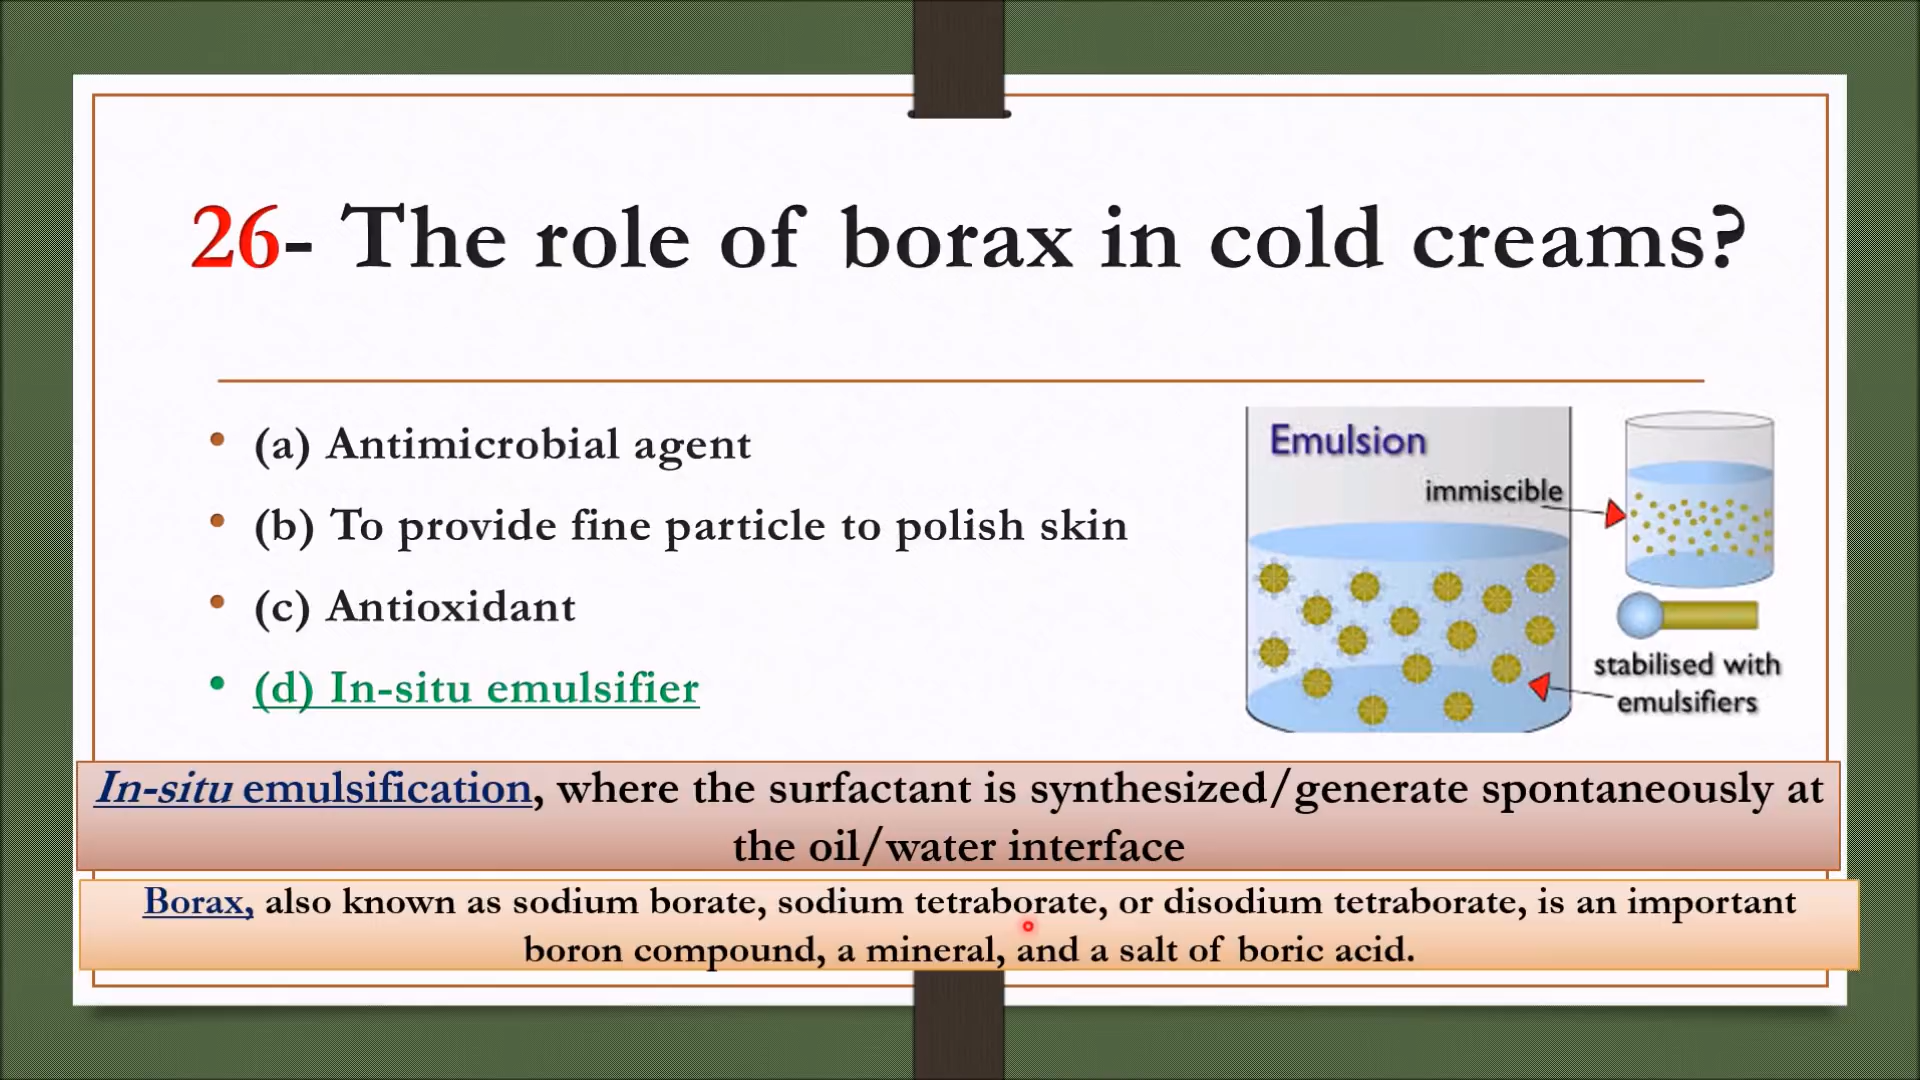 26- The role of borax in cold creams?
(a) Antimicrobial agent
(b) To provide fine particle to polish skin
(c) Antioxidant
(d) In-situ emulsifier
Emulsion
immiscible
stabilised with
emulsifiers
In-situ emulsification, where the surfactant is synthesized/generate spontaneously at
the oil/water interface
Borax, also known as sodium borate, sodium tetraborate, or disodium tetraborate, is an important
boron compound, a mineral, and a salt of boric acid.